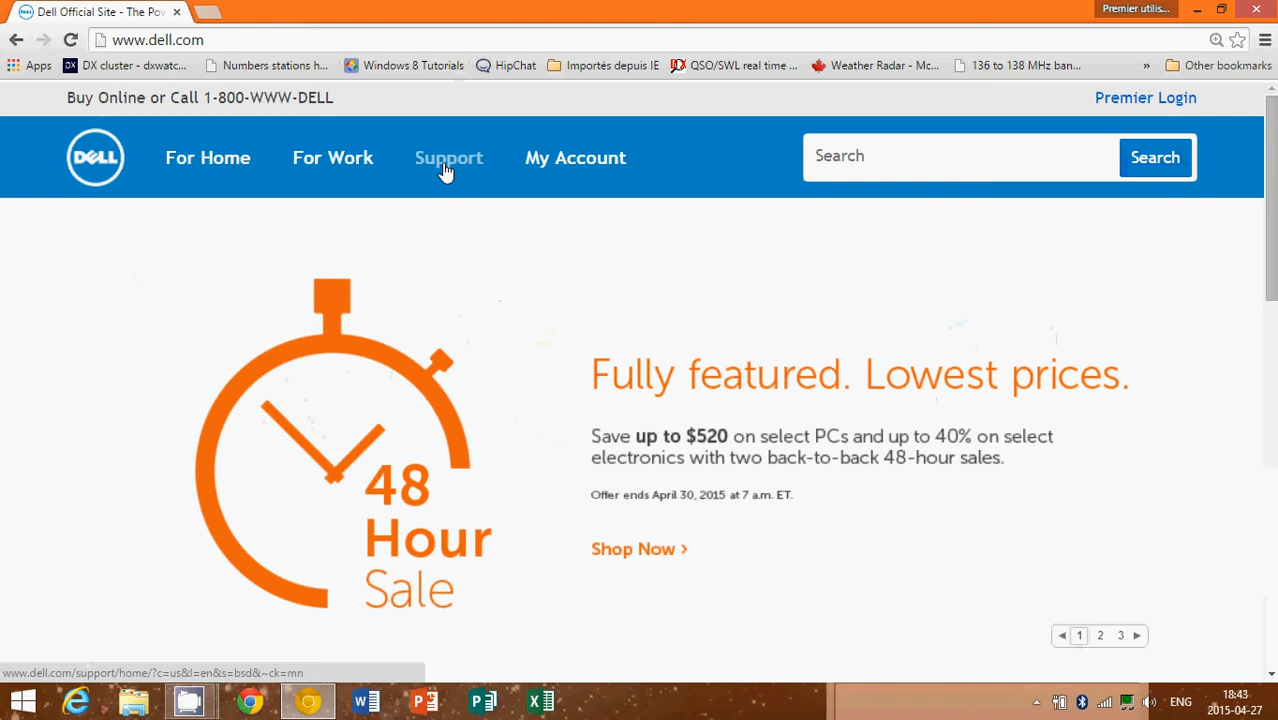 Dell Official Site - The Pov
Premier utilis...
www.dell.com
Apps
DX cluster - dxwatc...
Numbers stations h...
Windows 8 Tutorials
HipChat
Importés depuis IE
QSO/SWL real time ...
Weather Radar - Mc...
136 to 138 MHz ban...
»
Other bookmarks
Buy Online or Call 1-800-WWW-DELL
Premier Login
DELL
For Home
For Work
Support
My Account
Search
Search
48
Hour
Sale
Fully featured. Lowest prices.
Save up to $520 on select PCs and up to 40% on select
electronics with two back-to-back 48-hour sales.
Offer ends April 30, 2015 at 7 a.m. ET.
Shop Now ›
1 2 3
www.dell.com/support/home/?c=us&l=en&s=bsd&~ck=mn
ENG
18:43
2015-04-27